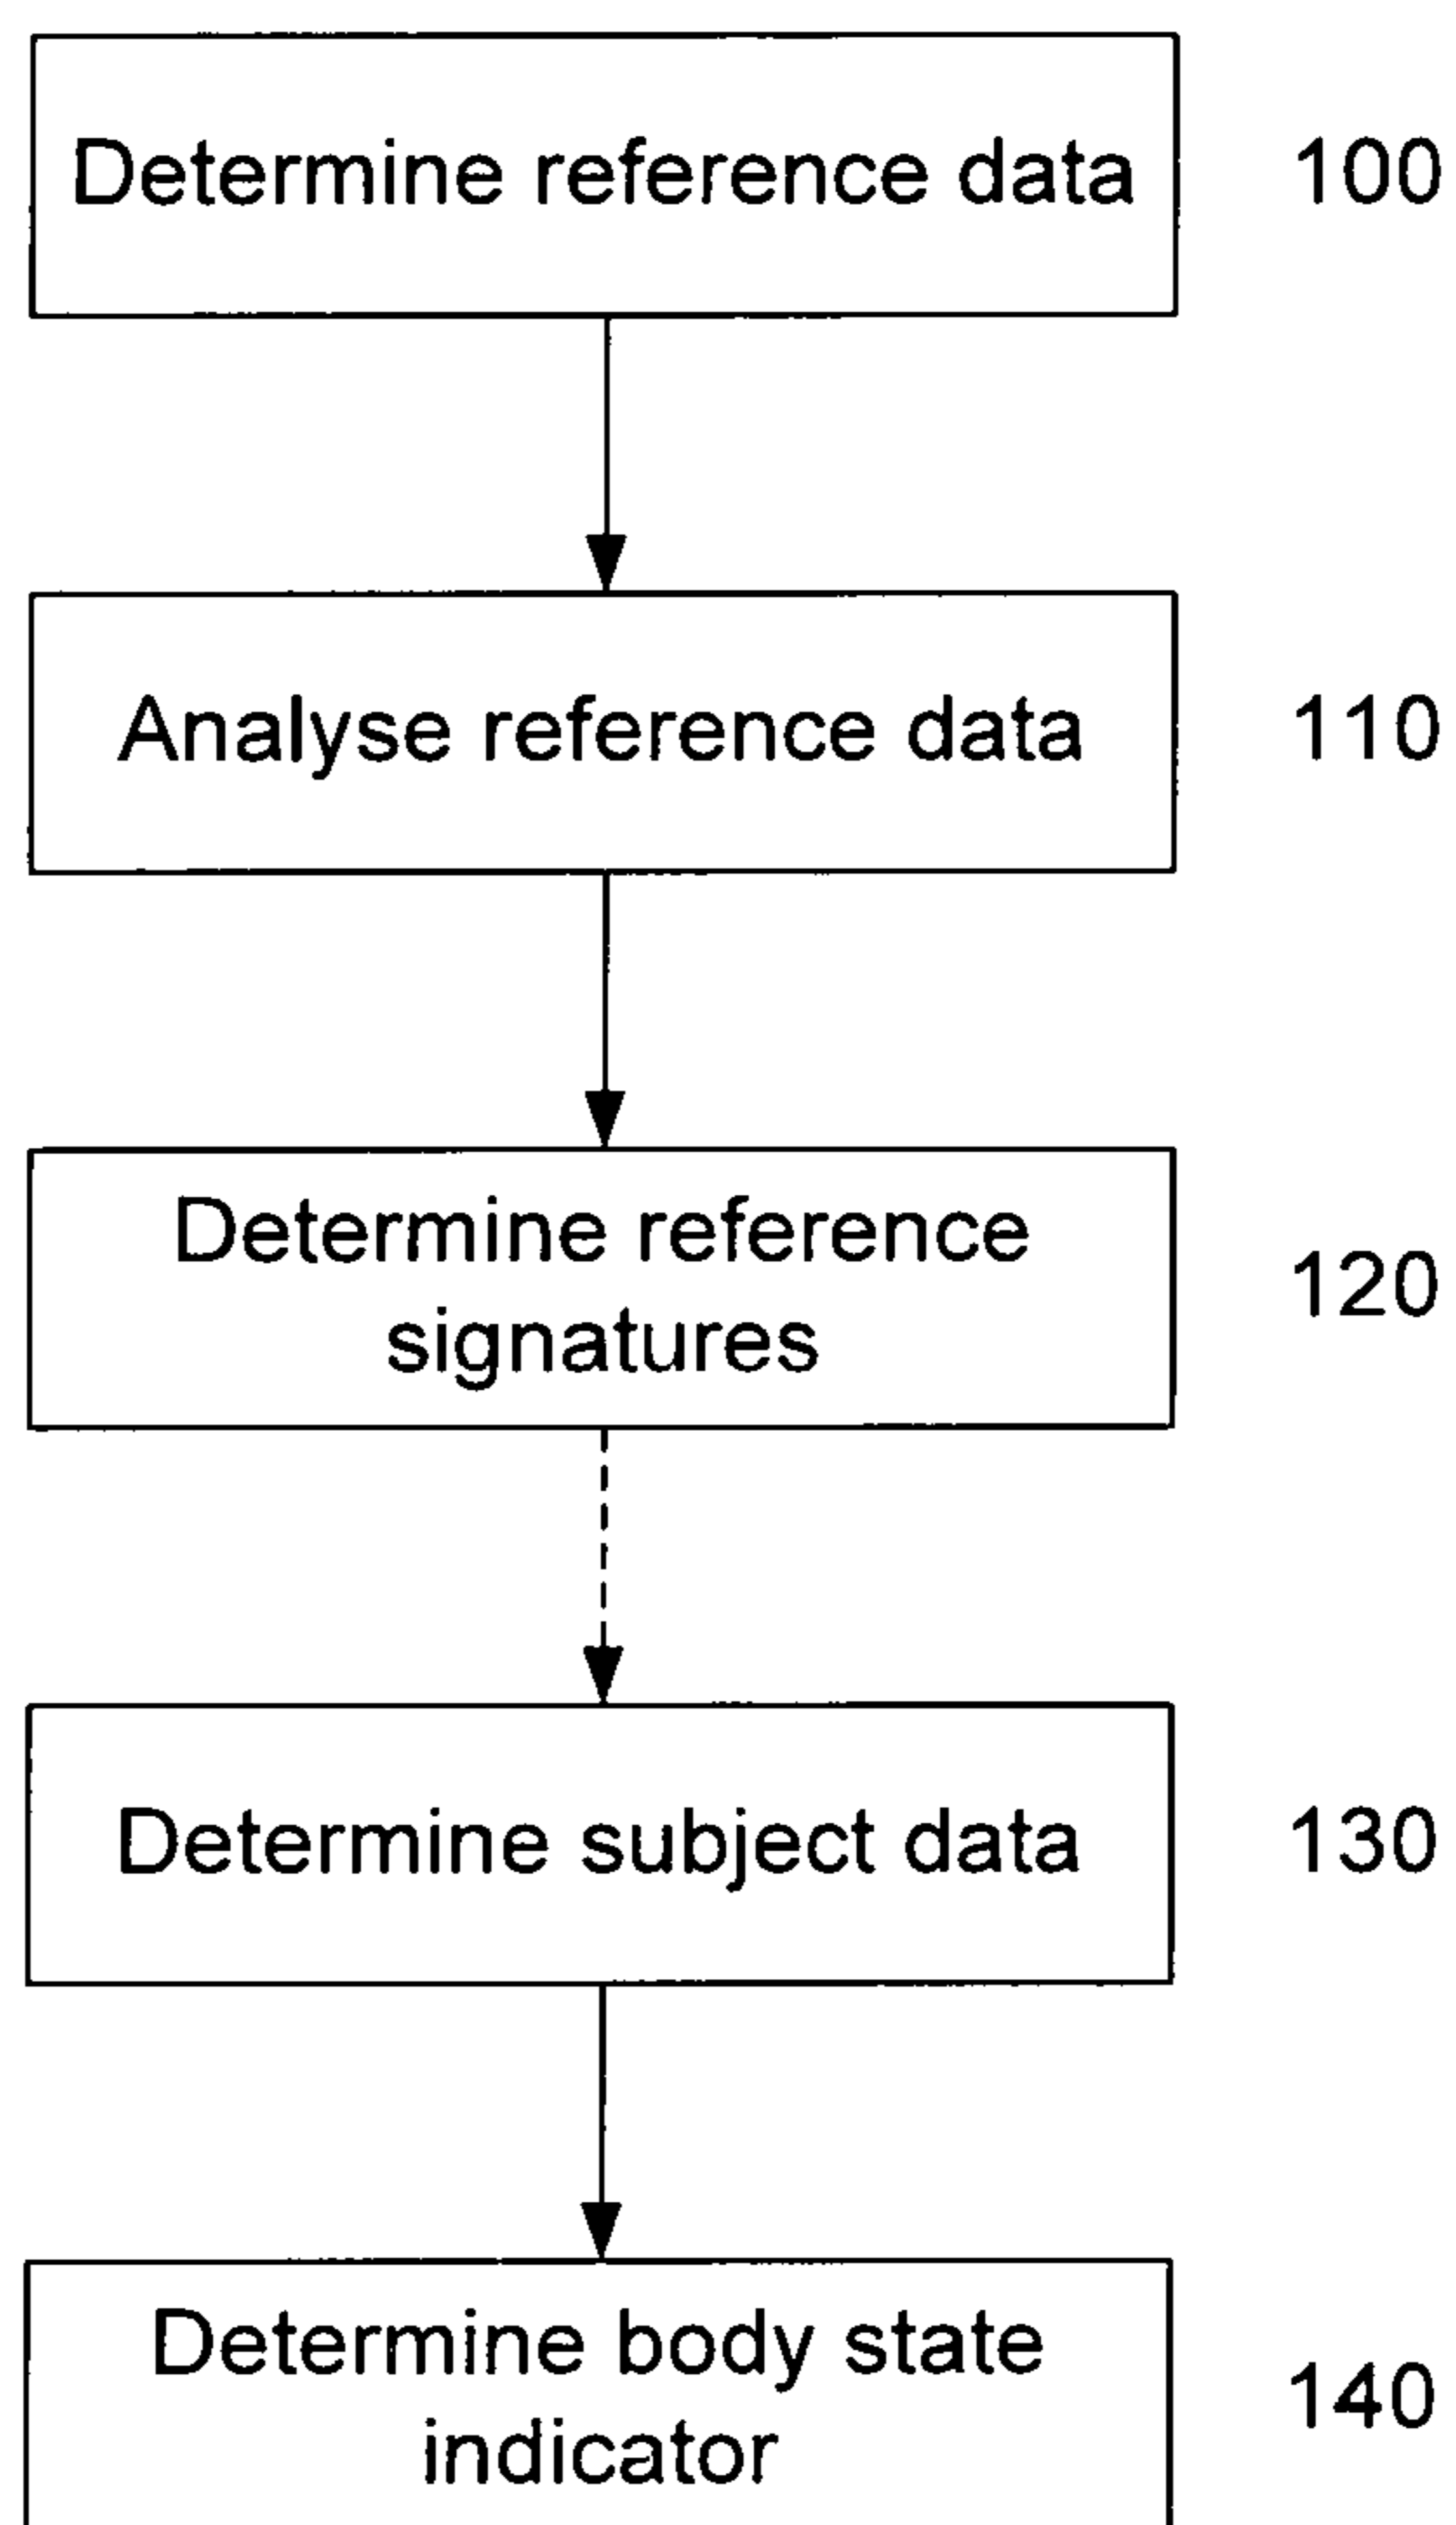 Determine reference data 100
Analyse reference data 110
Determine reference
signatures
120
Determine subject data 130
Determine body state
indicator
140